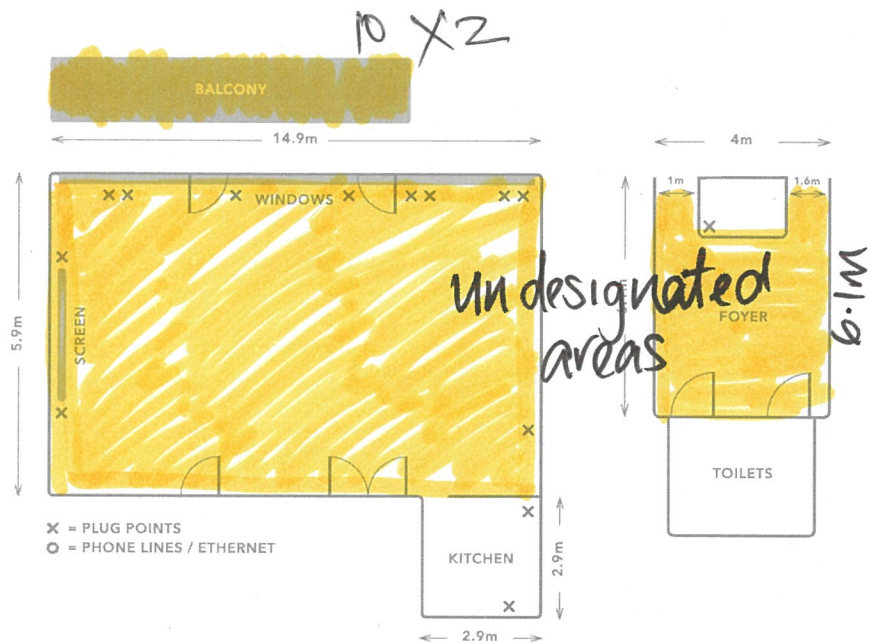 10 X 2
BALCONY
14.9m
4m
1m
1.6m
WINDOWS
5.9m
SCREEN
undesignated
areas
FOYER
6.1M
TOILETS
X = PLUG POINTS
O = PHONE LINES / ETHERNET
KITCHEN
2.9m
2.9m